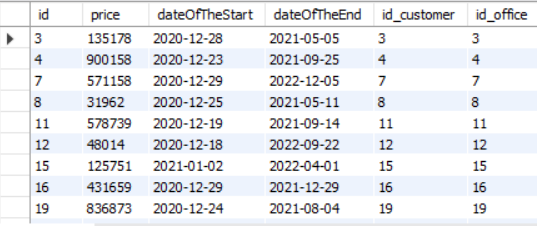 id price dateOfTheStart dateOfTheEnd id_customer id_office
3 135178 2020-12-28 2021-05-05 3 3
4 900158 2020-12-23 2021-09-25 4 4
7 571158 2020-12-29 2022-12-05 7 7
8 31962 2020-12-25 2021-05-11 8 8
11 578739 2020-12-19 2021-09-14 11 11
12 48014 2020-12-18 2022-09-22 12 12
15 125751 2021-01-02 2022-04-01 15 15
16 431659 2020-12-29 2021-12-29 16 16
19 836873 2020-12-24 2021-08-04 19 19